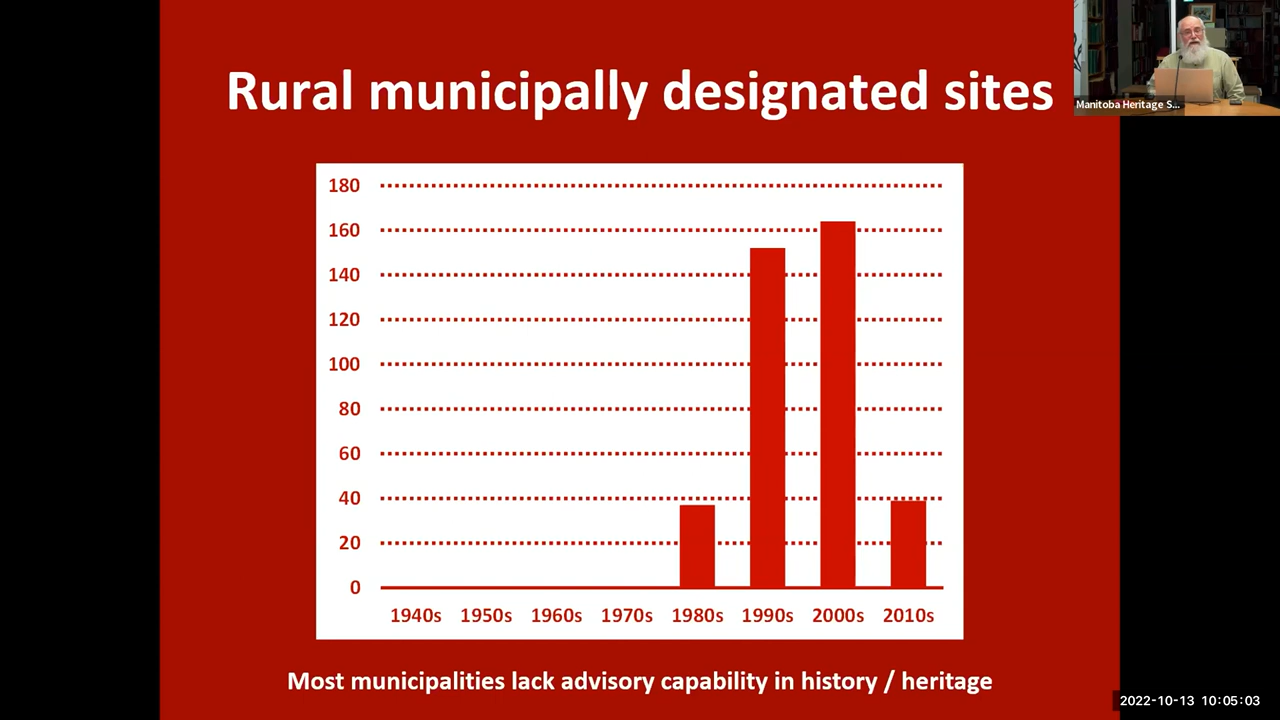 Rural municipally designated sites
Manitoba Heritage S...
180
160
140
120
100
80
60
40
20
0
1940s 1950s 1960s 1970s 1980s 1990s 2000s 2010s
Most municipalities lack advisory capability in history / heritage
2022-10-13 10:05:03